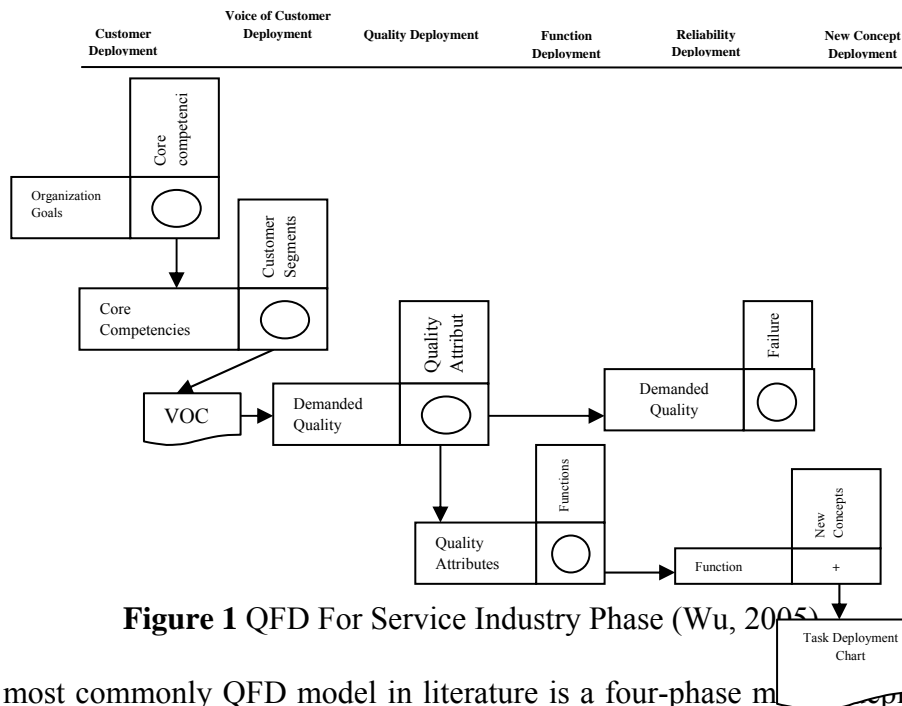 Voice of Customer
Customer Deployment Quality Deployment Function Reliability New Concept
Deployment Deployment Deployment Deployment
Core
competenci
Organization
Goals
Customer
Segments
Core
Competencies
Quality
Attribut
Failure
VOC
Demanded
Quality
Demanded
Quality
Functions
New
Concepts
Quality
Attributes
Function
+
Figure 1 QFD For Service Industry Phase (Wu, 2005)
Task Deployment
Chart
most commonly QFD model in literature is a four-phase